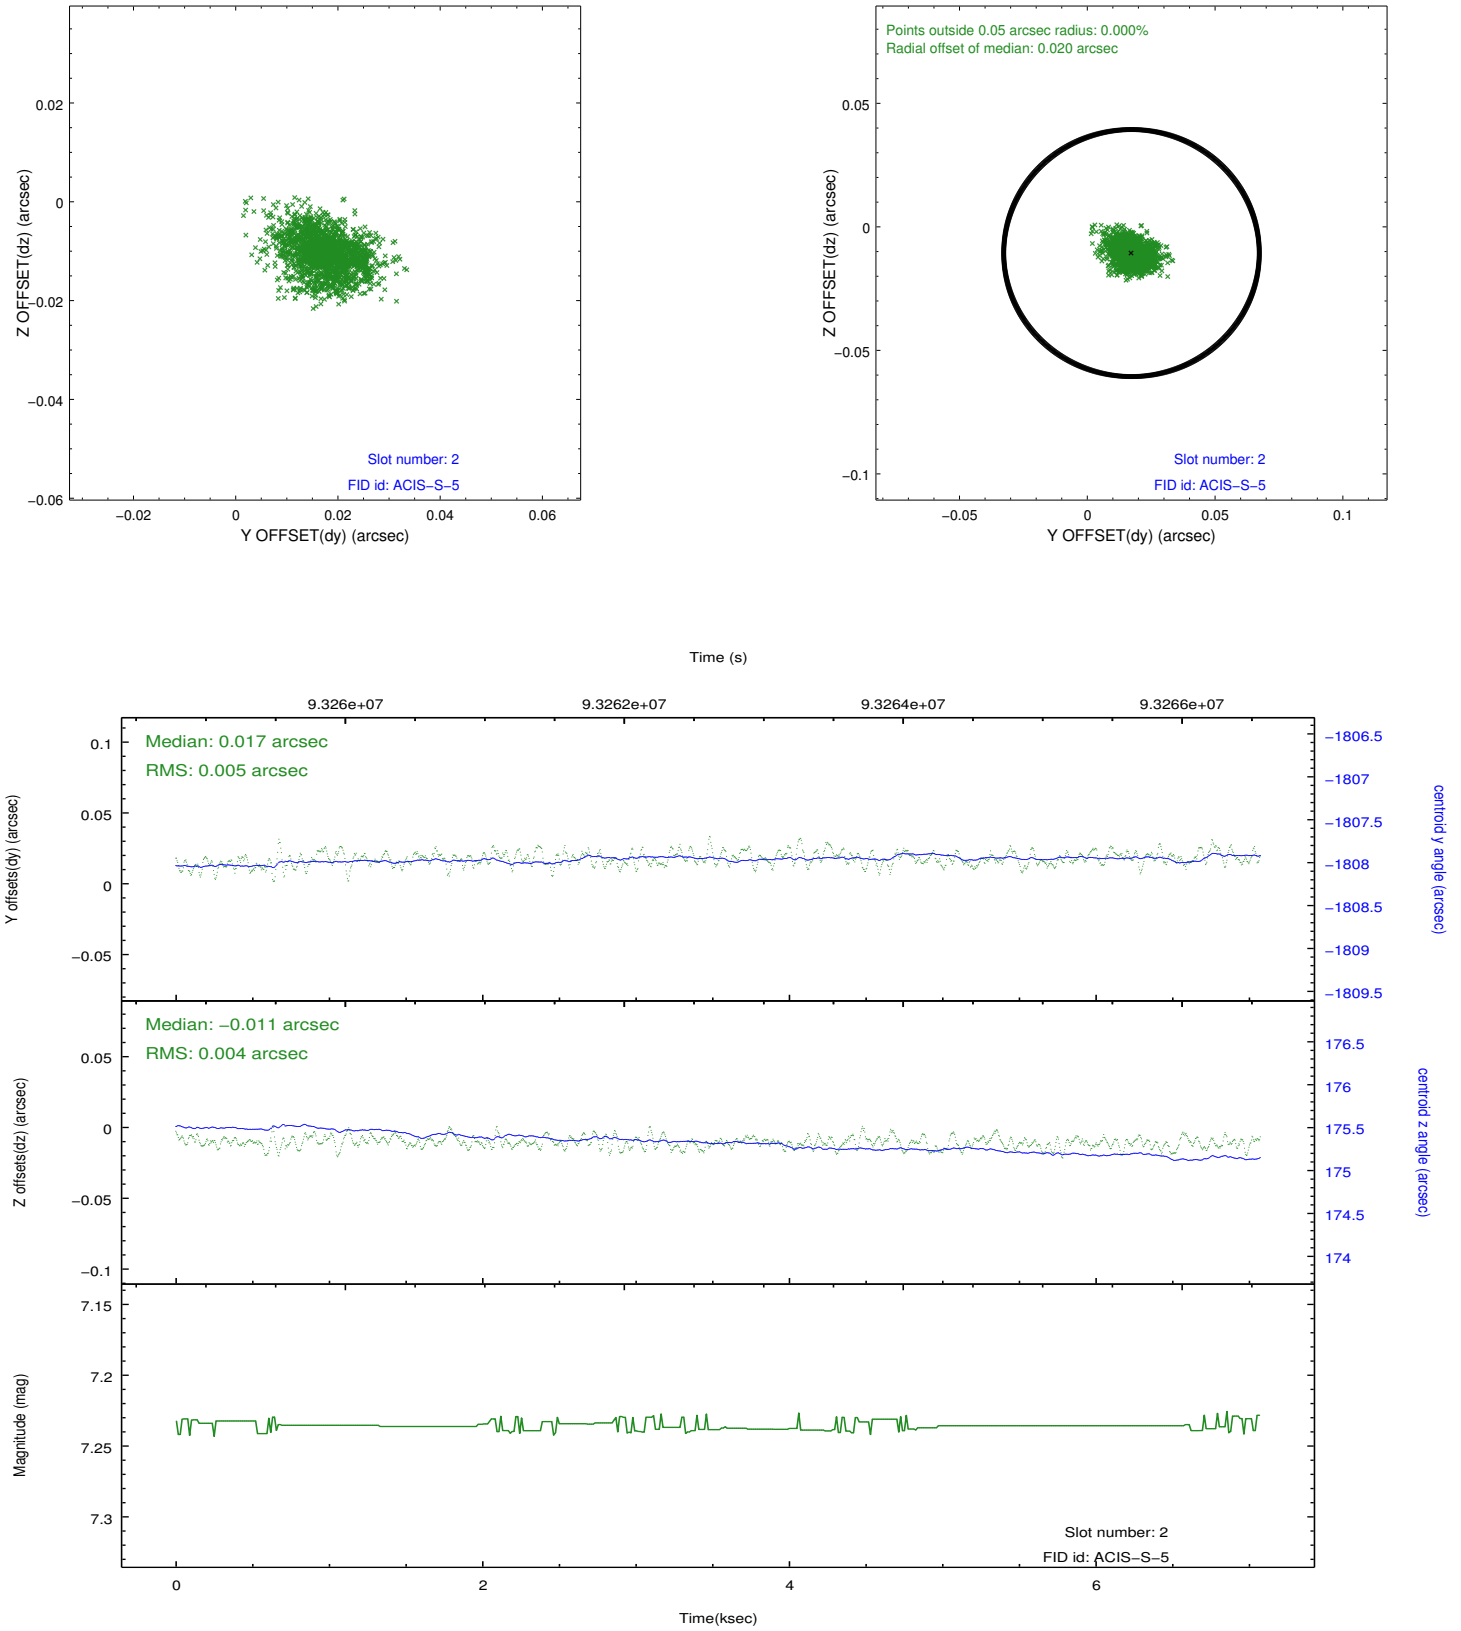 0.02
0
−0.02
−0.04
−0.06
Z OFFSET(dz) (arcsec)
Slot number: 2
FID id: ACIS−S−5
−0.02 0 0.02 0.04 0.06
Y OFFSET(dy) (arcsec)
Points outside 0.05 arcsec radius: 0.000%
Radial offset of median: 0.020 arcsec
0.05
0
−0.05
−0.1
Z OFFSET(dz) (arcsec)
Slot number: 2
FID id: ACIS−S−5
−0.05 0 0.05 0.1
Y OFFSET(dy) (arcsec)
Time (s)
9.326e+07 9.3262e+07 9.3264e+07 9.3266e+07
Median: 0.017 arcsec
RMS: 0.005 arcsec
0.1
0.05
0
−0.05
Y offsets(dy) (arcsec)
−1806.5
−1807
−1807.5
−1808
−1808.5
−1809
−1809.5
centroid y angle (arcsec)
Median: −0.011 arcsec
RMS: 0.004 arcsec
0.05
0
−0.05
−0.1
Z offsets(dz) (arcsec)
176.5
176
175.5
175
174.5
174
centroid z angle (arcsec)
7.15
7.2
7.25
7.3
Magnitude (mag)
Slot number: 2
FID id: ACIS−S−5
0 2 4 6
Time(ksec)